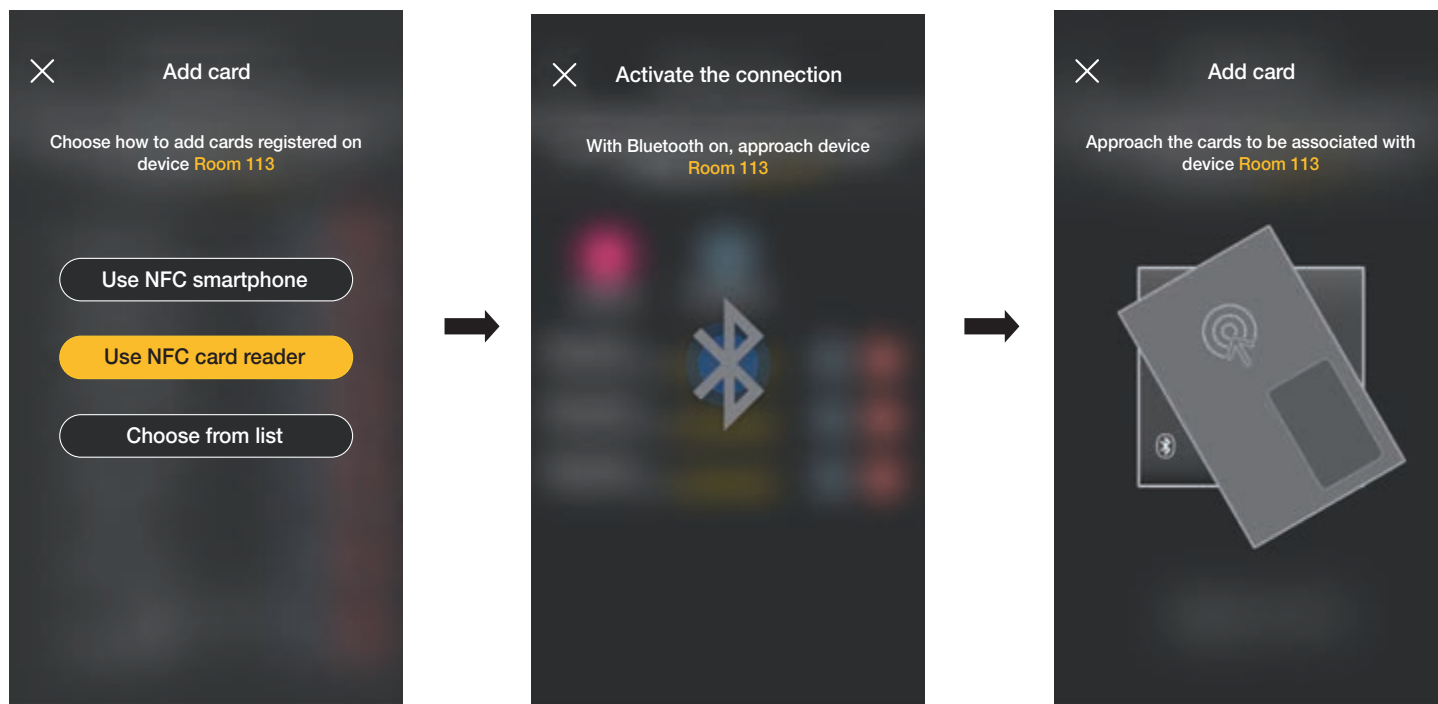 Add card
Choose how to add cards registered on
device Room 113
Use NFC smartphone
Use NFC card reader
Choose from list
Activate the connection
With Bluetooth on, approach device
Room 113
Add card
Approach the cards to be associated with
device Room 113